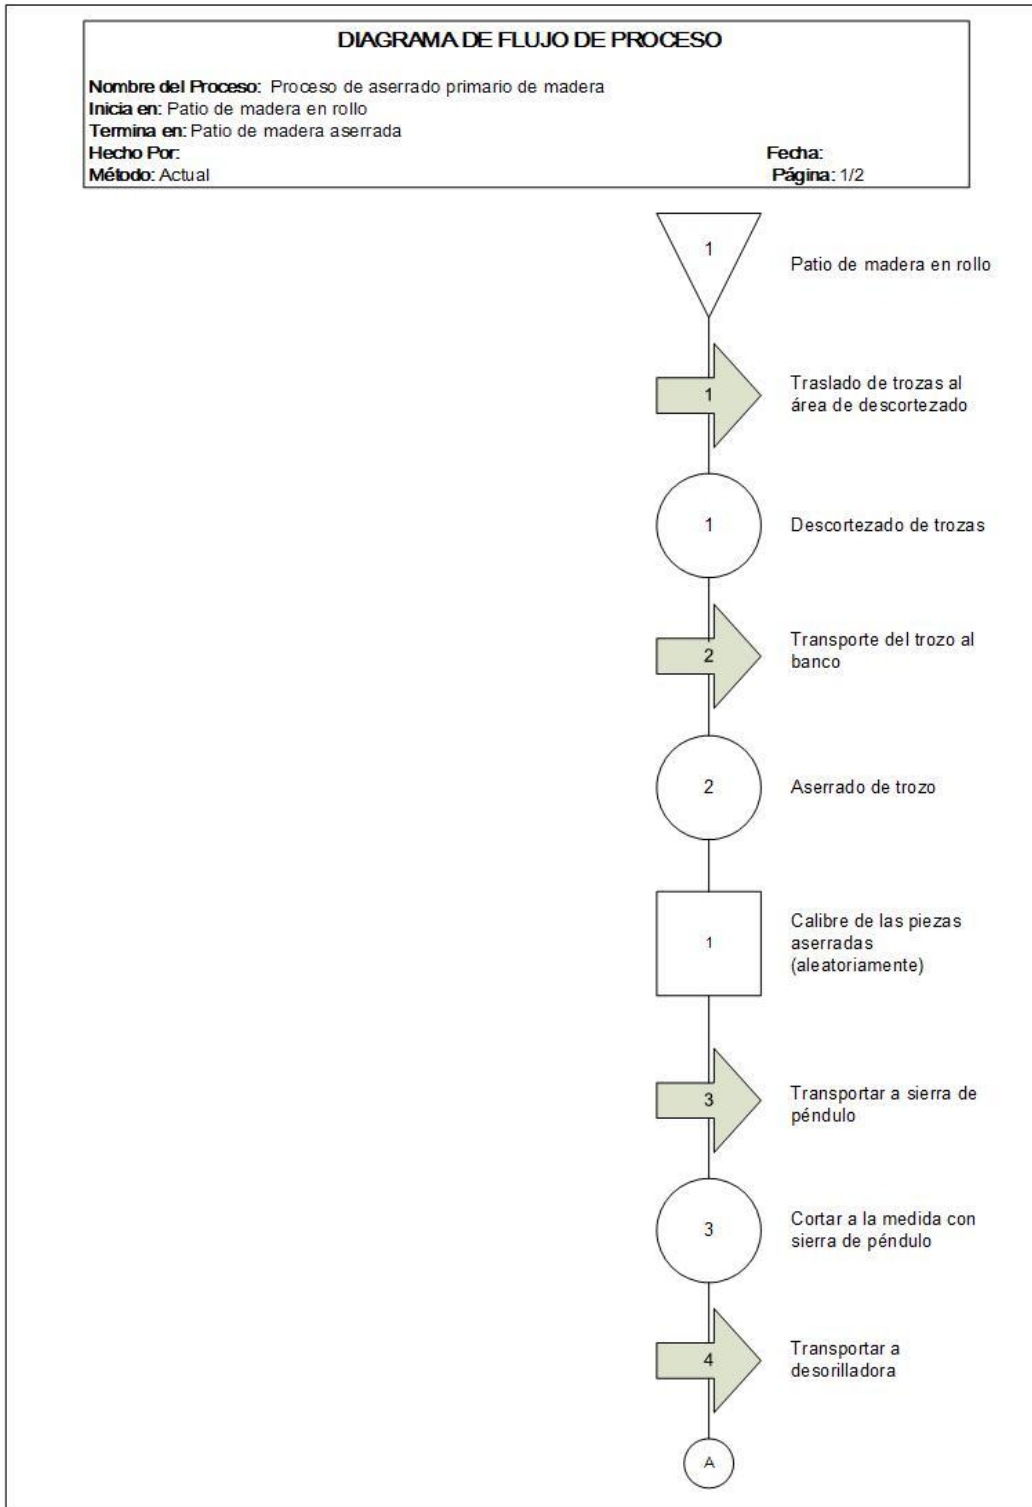 DIAGRAMA DE FLUJO DE PROCESO
Nombre del Proceso: Proceso de aserrado primario de madera
Inicia en: Patio de madera en rollo
Termina en: Patio de madera aserrada
Hecho Por:
Fecha:
Método: Actual
Página: 1/2
1
Patio de madera en rollo
1
Traslado de trozas al
área de descortezado
1
Descortezado de trozas
2
Transporte del trozo al
banco
2
Aserrado de trozo
1
Calibre de las piezas
aserradas
(aleatoriamente)
3
Transportar a sierra de
péndulo
3
Cortar a la medida con
sierra de péndulo
4
Transportar a
desorilladora
A